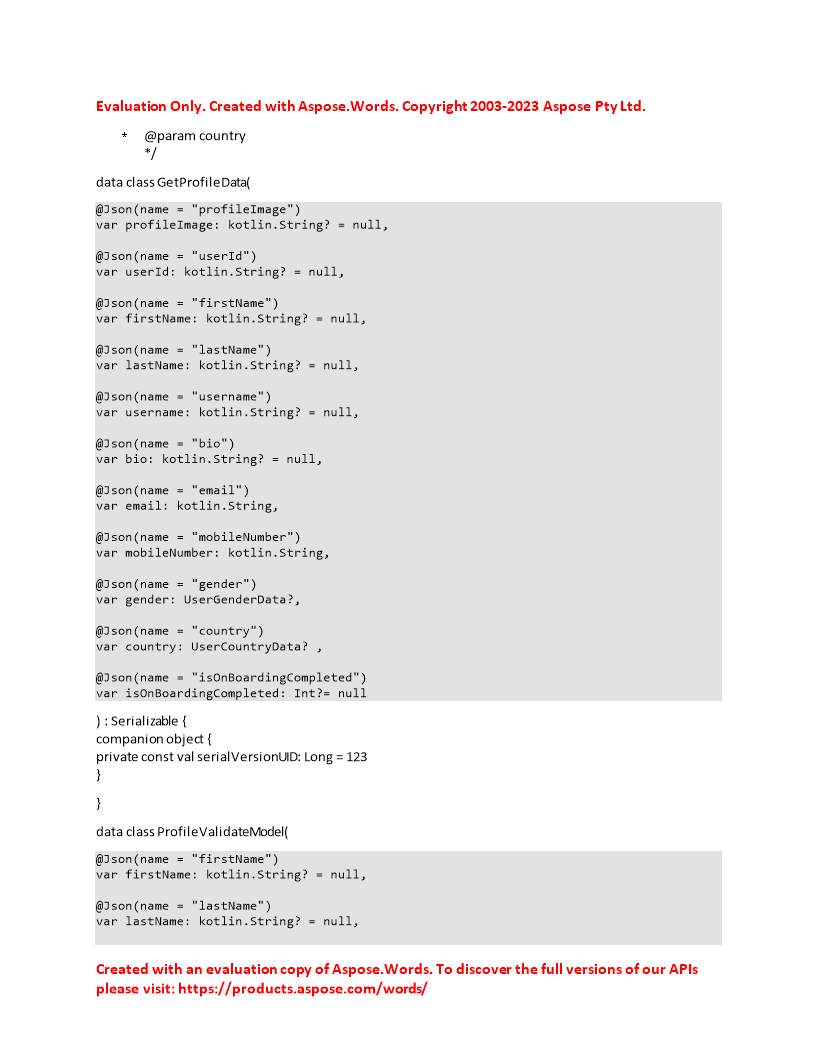 Evaluation Only. Created with Aspose.Words. Copyright 2003-2023 Aspose Pty Ltd.
* @param country
*/
data class GetProfileData(
@Json(name = "profileImage")
var profileImage: kotlin.String? = null,
@Json(name = "userId")
var userId: kotlin.String? = null,
@Json(name = "firstName")
var firstName: kotlin.String? = null,
@Json(name = "lastName")
var lastName: kotlin.String? = null,
@Json(name = "username")
var username: kotlin.String? = null,
@Json(name = "bio")
var bio: kotlin.String? = null,
@Json(name = "email")
var email: kotlin.String,
@Json(name = "mobileNumber")
var mobileNumber: kotlin.String,
@Json(name = "gender")
var gender: UserGenderData?,
@Json(name = "country")
var country: UserCountryData? ,
@Json(name = "isOnBoardingCompleted")
var isOnBoardingCompleted: Int?= null
) : Serializable {
companion object {
private const val serialVersionUID: Long = 123
}
}
data class ProfileValidateModel(
@Json(name = "firstName")
var firstName: kotlin.String? = null,
@Json(name = "lastName")
var lastName: kotlin.String? = null,
Created with an evaluation copy of Aspose.Words. To discover the full versions of our APIs
please visit: https://products.aspose.com/words/